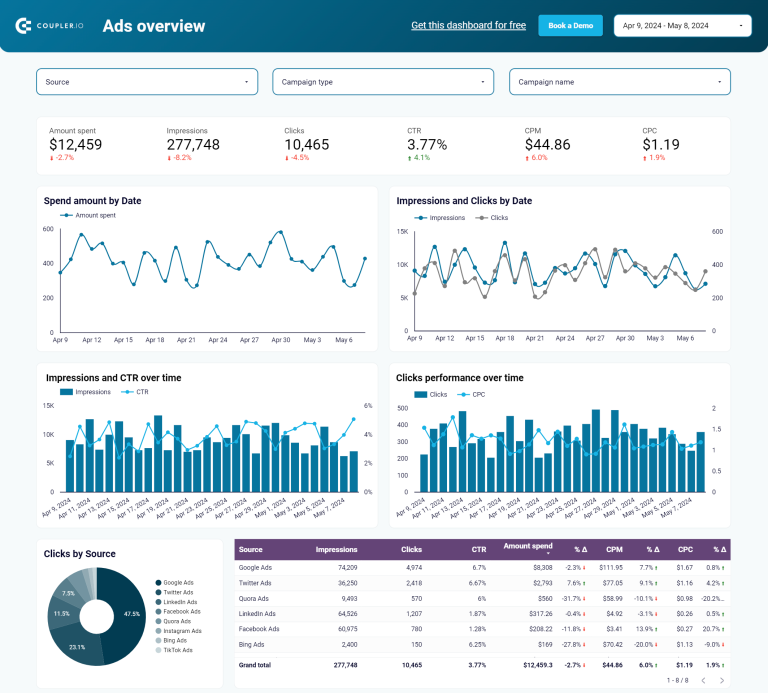 COUPLER.IO Ads overview Get this dashboard for free Book a Demo Apr 9, 2024 - May 8, 2024
Source Campaign type Campaign name
Amount spent Impressions Clicks CTR CPM CPC
$12,459 277,748 10,465 3.77% $44.86 $1.19
-2.7% -8.2% -4.5% 4.1% 6.0% 1.9%
Spend amount by Date
Amount spent
600
400
200
0
Apr 9 Apr 12 Apr 15 Apr 18 Apr 21 Apr 24 Apr 27 Apr 30 May 3 May 6
Impressions and Clicks by Date
Impressions Clicks
15K 600
10K 400
5K 200
0 0
Apr 9 Apr 12 Apr 15 Apr 18 Apr 21 Apr 24 Apr 27 Apr 30 May 3 May 6
Impressions and CTR over time
Impressions CTR
15K 6%
10K 4%
5K 2%
0 0%
Apr 9, 2024 Apr 11, 2024 Apr 13, 2024 Apr 15, 2024 Apr 17, 2024 Apr 19, 2024 Apr 21, 2024 Apr 23, 2024 Apr 25, 2024 Apr 27, 2024 Apr 29, 2024 May 1, 2024 May 3, 2024 May 5, 2024 May 7, 2024
Clicks performance over time
Clicks CPC
500 2
400 1.5
300
200 1
100 0.5
0 0
Apr 9, 2024 Apr 11, 2024 Apr 13, 2024 Apr 15, 2024 Apr 17, 2024 Apr 19, 2024 Apr 21, 2024 Apr 23, 2024 Apr 25, 2024 Apr 27, 2024 Apr 29, 2024 May 1, 2024 May 3, 2024 May 5, 2024 May 7, 2024
Clicks by Source
47.5%
23.1%
11.5%
7.5%
Google Ads
Twitter Ads
LinkedIn Ads
Facebook Ads
Quora Ads
Instagram Ads
Bing Ads
TikTok Ads
Source Impressions Clicks CTR Amount spent % Δ CPM % Δ CPC % Δ
Google Ads 74,209 4,974 6.7% $8,308 -2.3% $111.95 7.7% $1.67 0.8%
Twitter Ads 36,250 2,418 6.67% $2,793 7.6% $77.05 9.1% $1.16 4.2%
Quora Ads 9,493 570 6% $560 -31.7% $58.99 -10.1% $0.98 -20.2%...
LinkedIn Ads 64,526 1,207 1.87% $317.26 -0.4% $4.92 -3.1% $0.26 0.5%
Facebook Ads 60,975 780 1.28% $208.22 -11.8% $3.41 13.9% $0.27 20.7%
Bing Ads 2,400 150 6.25% $169 -27.8% $70.42 -20.0% $1.13 -9.0%
Grand total 277,748 10,465 3.77% $12,459.3 -2.7% $44.86 6.0% $1.19 1.9%
1 - 8 / 8